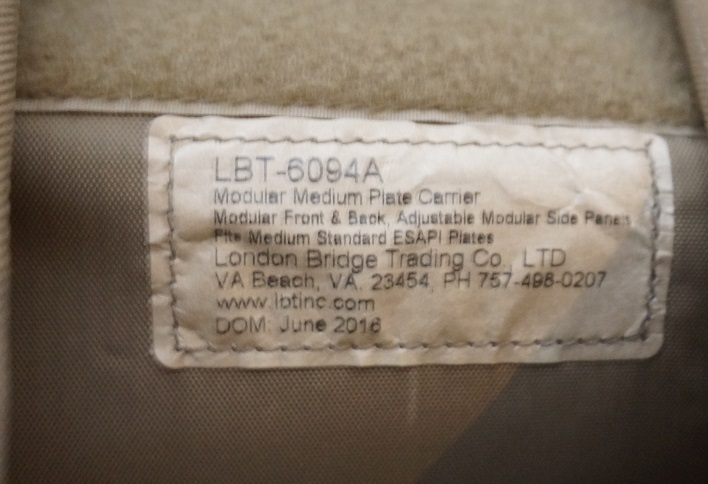 LBT-6094A
Modular Medium Plate Carrier
Modular Front & Back, Adjustable Modular Side Panels
Fits Medium Standard ESAPI Plates
London Bridge Trading Co., LTD
VA Beach, VA. 23454, PH 757-498-0207
www.lbtinc.com
DOM: June 2016